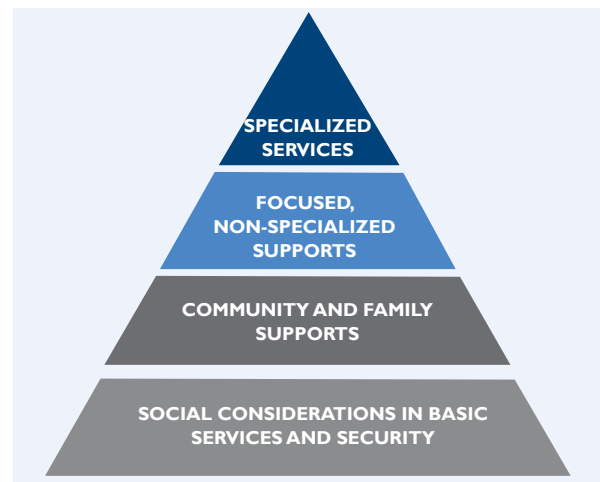 SPECIALIZED
SERVICES
FOCUSED,
NON-SPECIALIZED
SUPPORTS
COMMUNITY AND FAMILY
SUPPORTS
SOCIAL CONSIDERATIONS IN BASIC
SERVICES AND SECURITY